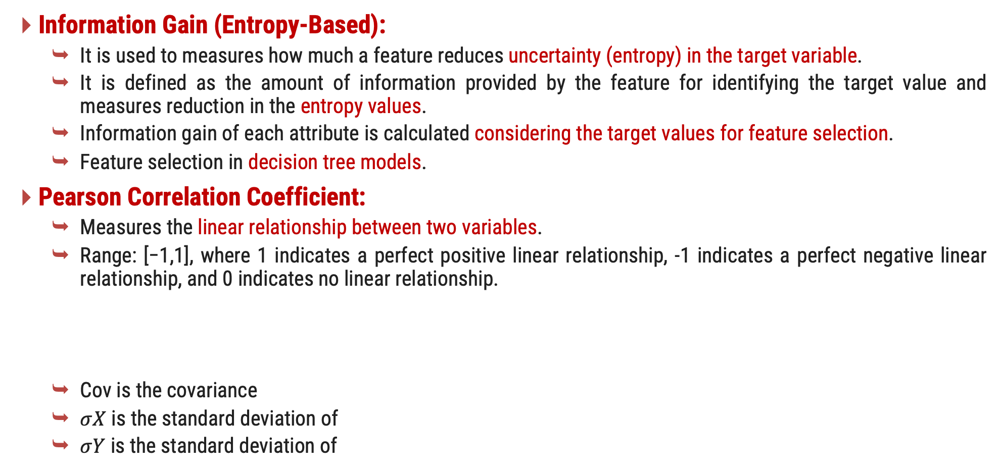 Information Gain (Entropy-Based):
It is used to measures how much a feature reduces uncertainty (entropy) in the target variable.
It is defined as the amount of information provided by the feature for identifying the target value and
measures reduction in the entropy values.
Information gain of each attribute is calculated considering the target values for feature selection.
Feature selection in decision tree models.
Pearson Correlation Coefficient:
Measures the linear relationship between two variables.
Range: [−1,1], where 1 indicates a perfect positive linear relationship, -1 indicates a perfect negative linear
relationship, and 0 indicates no linear relationship.
Cov is the covariance
𝜎𝑋 is the standard deviation of
𝜎𝑌 is the standard deviation of